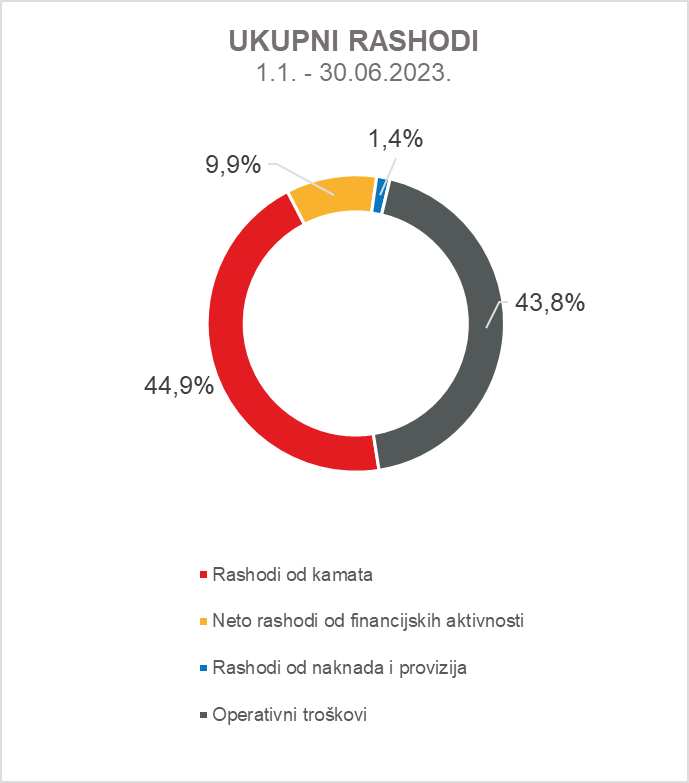 UKUPNI RASHODI
1.1. - 30.06.2023.
1,4%
9,9%
43,8%
44,9%
Rashodi od kamata
Neto rashodi od financijskih aktivnosti
Rashodi od naknada i provizija
Operativni troškovi